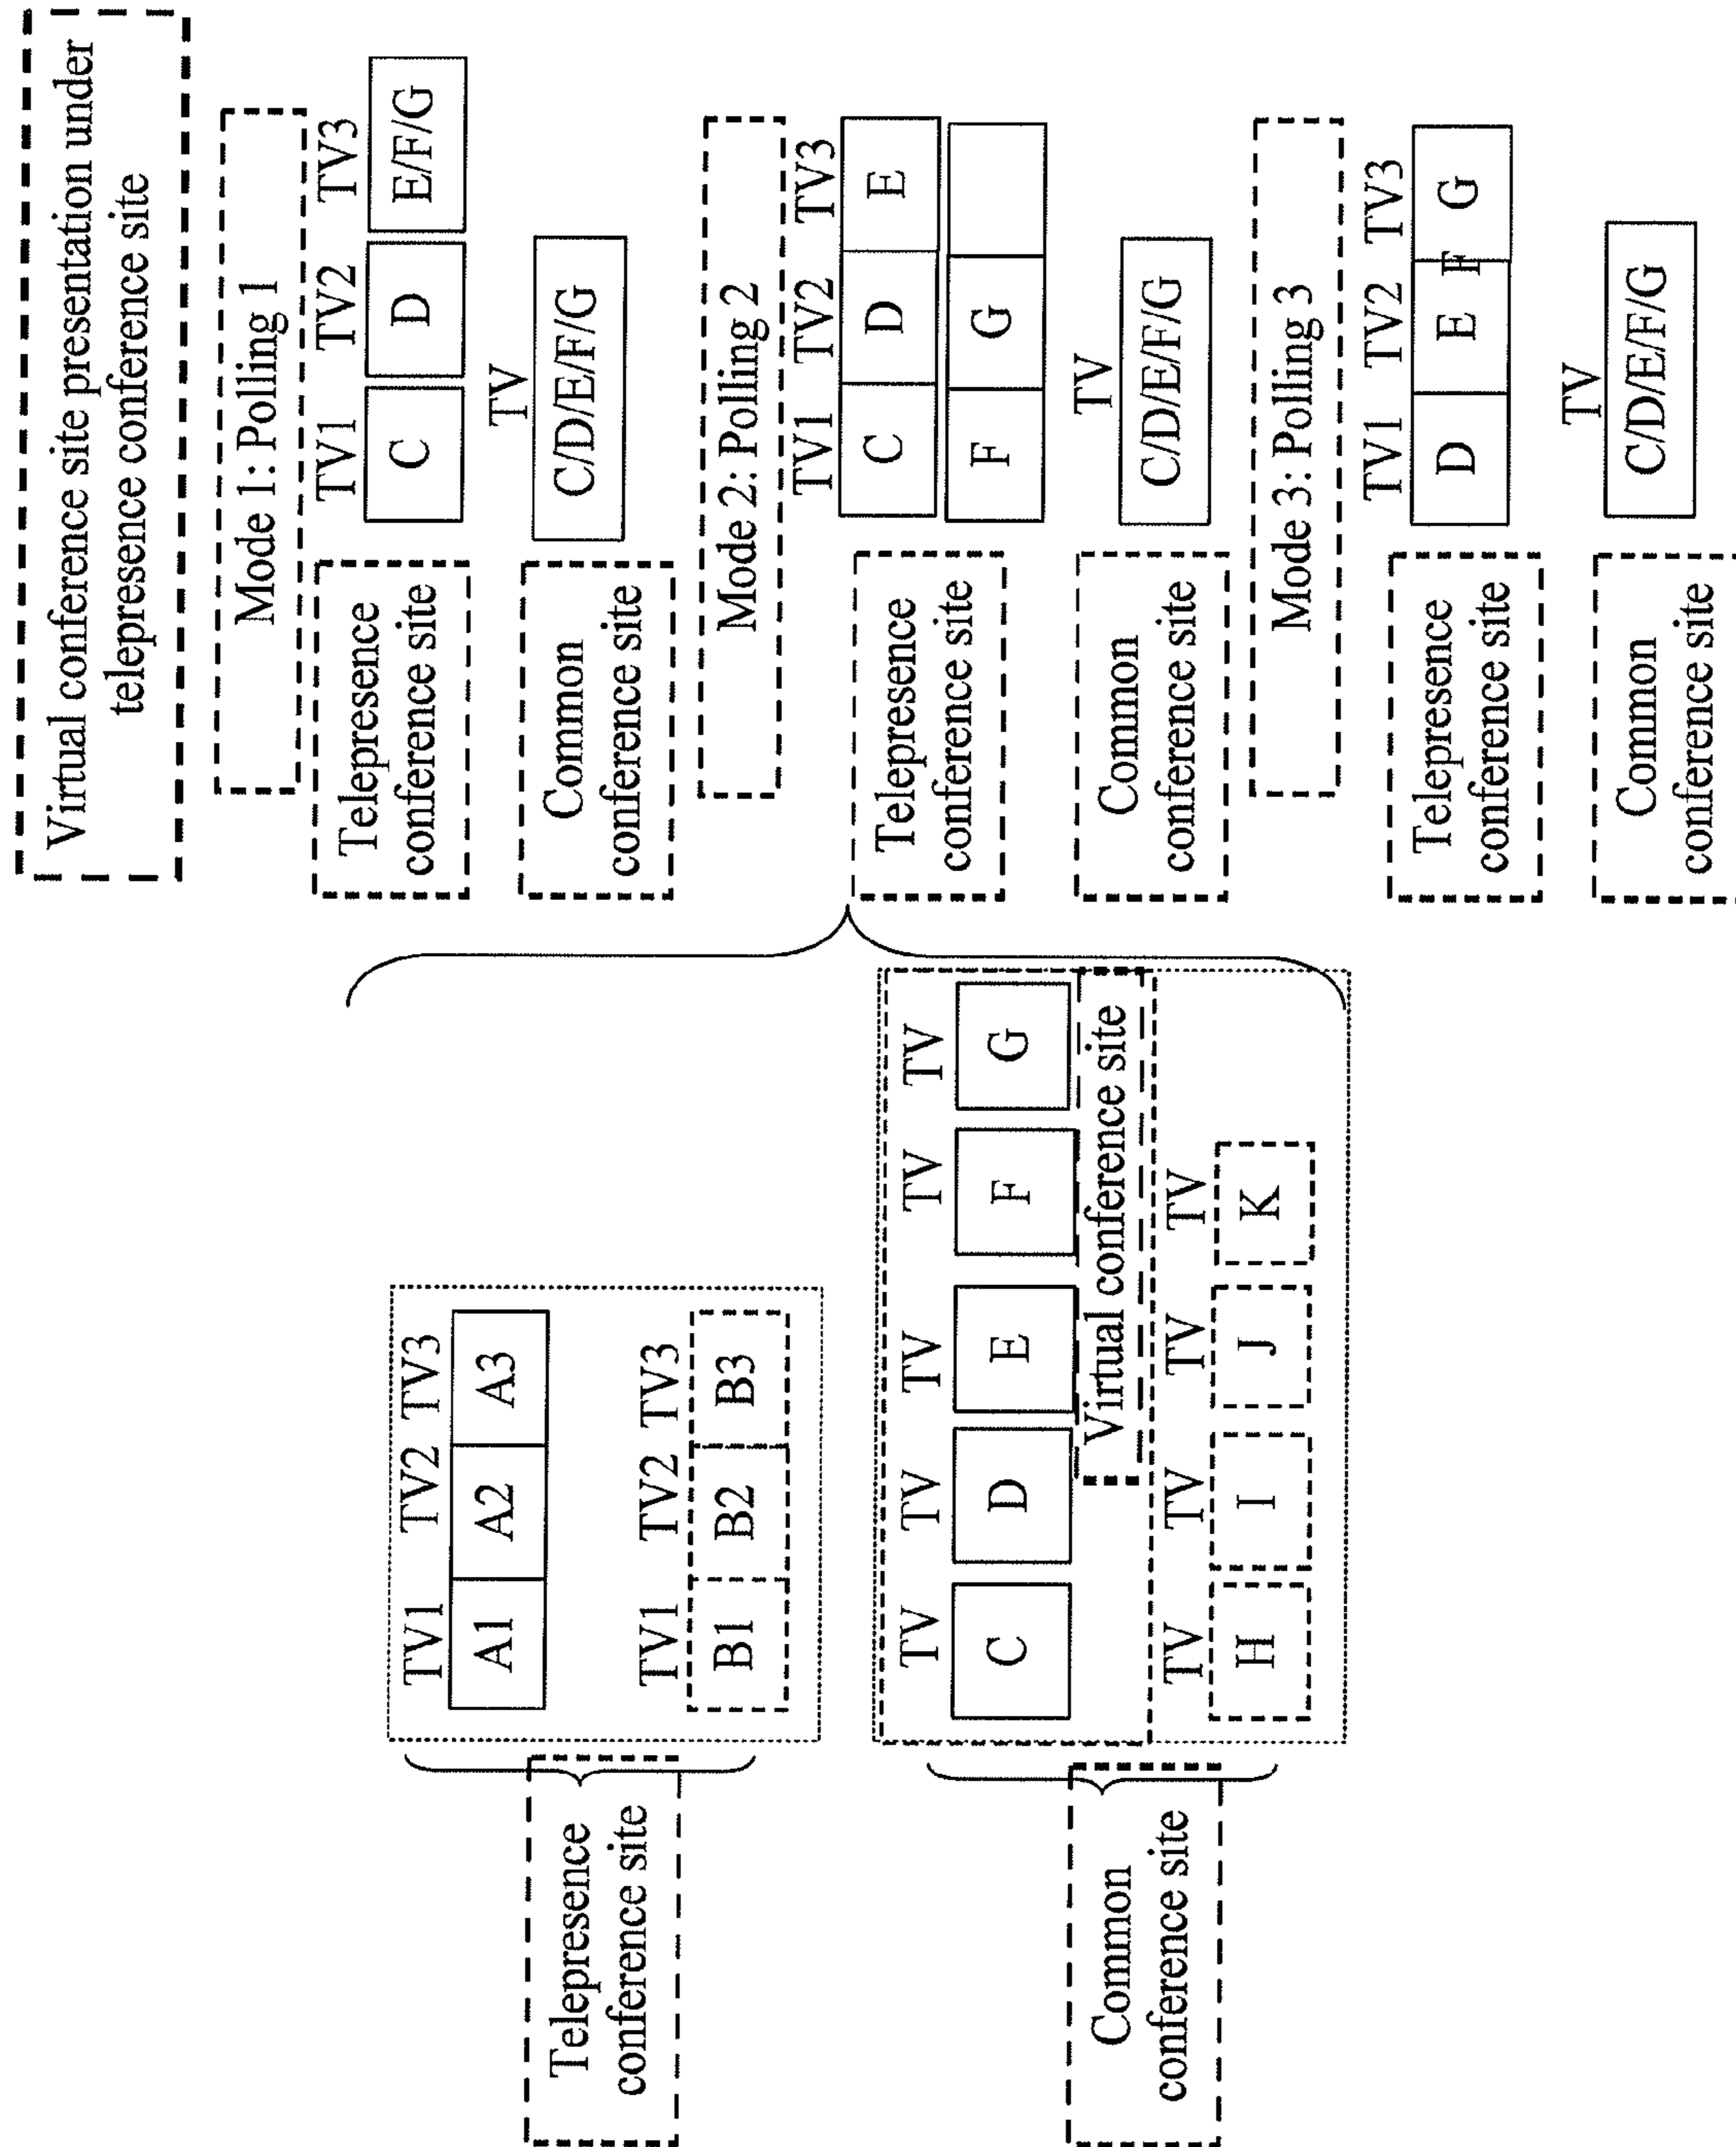 Virtual conference site presentation under
telepresence conference site
Telepresence
conference site
TV1 TV2 TV3
A1 A2 A3
TV1 TV2 TV3
B1 B2 B3
Common
conference site
TV TV TV TV TV
C D E F G
Virtual conference site
TV TV TV TV
H I J K
Mode 1: Polling 1
Telepresence
conference site
TV1 TV2 TV3
C D E/F/G
Common
conference site
TV
C/D/E/F/G
Mode 2: Polling 2
Telepresence
conference site
TV1 TV2 TV3
C D E
F G
Common
conference site
TV
C/D/E/F/G
Mode 3: Polling 3
Telepresence
conference site
TV1 TV2 TV3
D E F G
Common
conference site
TV
C/D/E/F/G